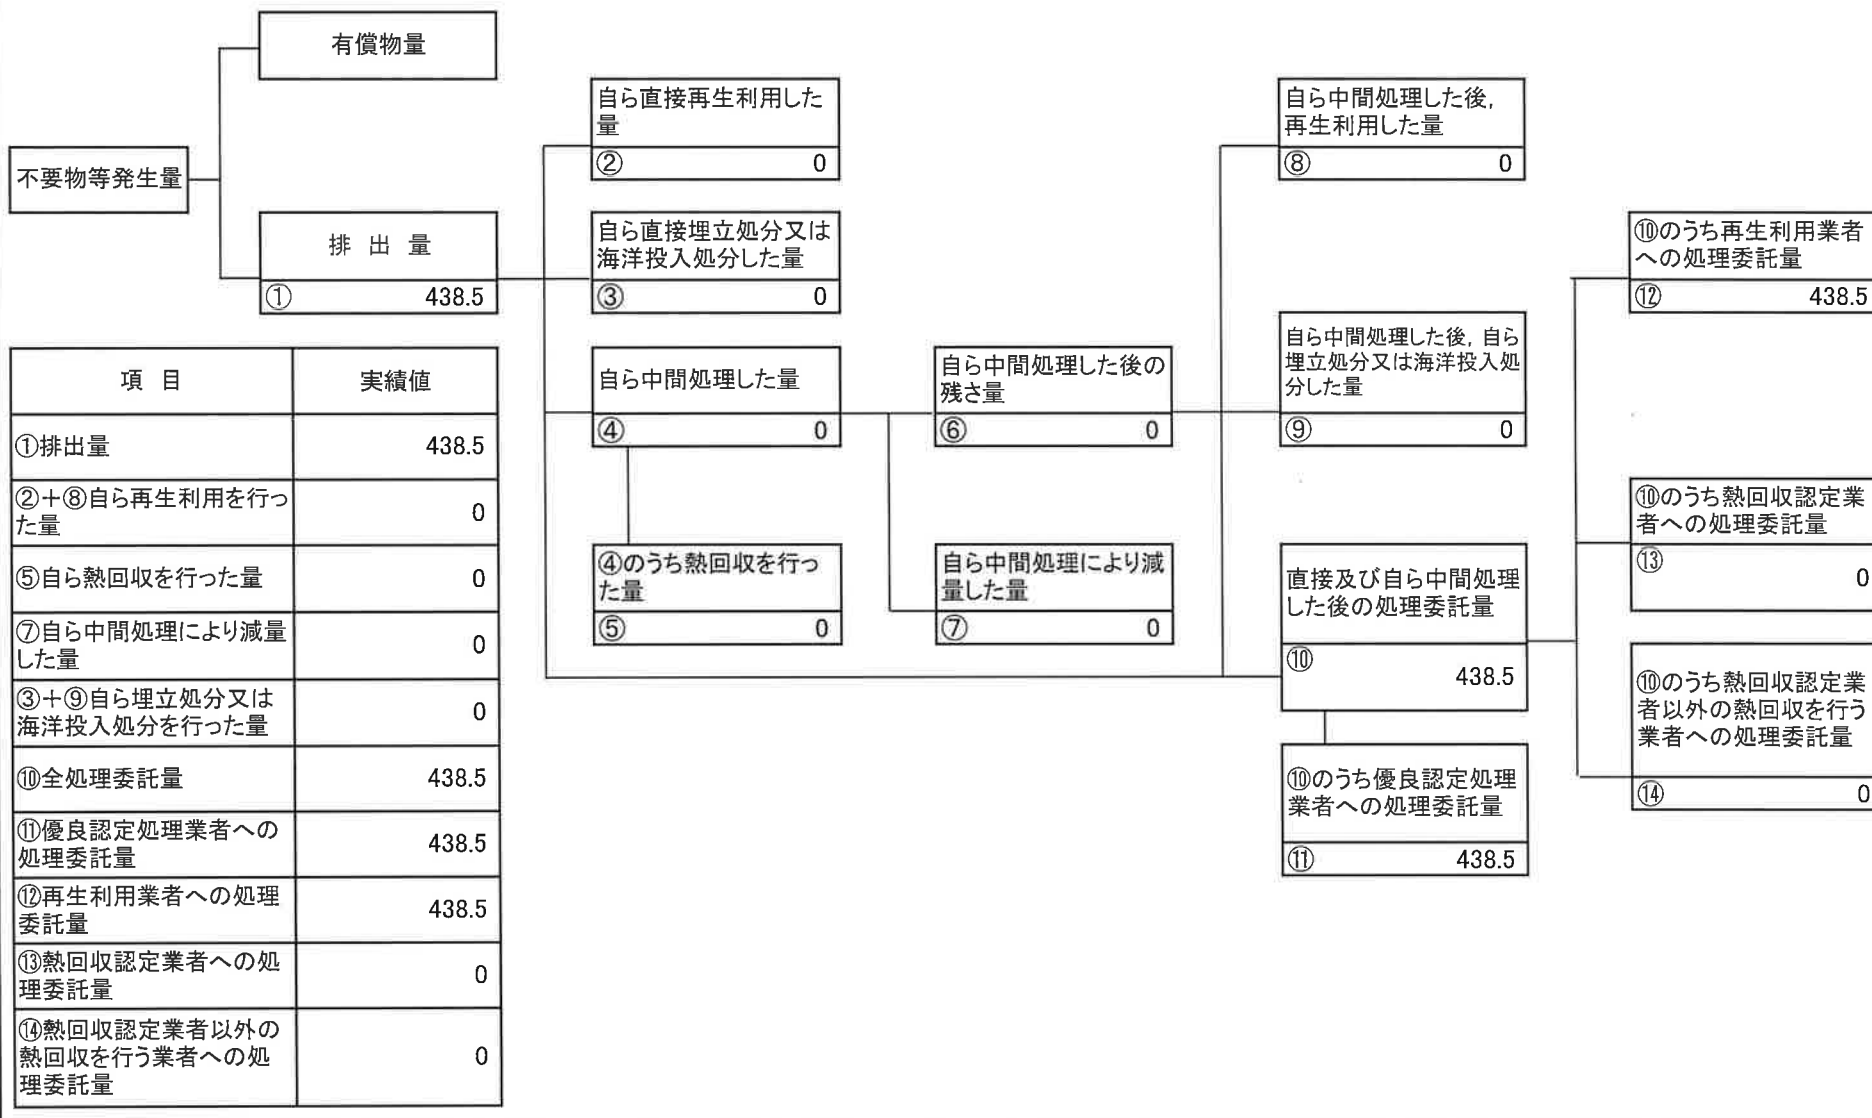 有償物量
不要物等発生量
排 出 量
① 438.5
自ら直接再生利用した
量
② 0
自ら直接埋立処分又は
海洋投入処分した量
③ 0
自ら中間処理した量
④ 0
④のうち熱回収を行っ
た量
⑤ 0
自ら中間処理した後の
残さ量
⑥ 0
自ら中間処理により減
量した量
⑦ 0
自ら中間処理した後,
再生利用した量
⑧ 0
自ら中間処理した後, 自ら
埋立処分又は海洋投入処
分した量
⑨ 0
直接及び自ら中間処理
した後の処理委託量
⑩ 438.5
⑩のうち優良認定処理
業者への処理委託量
⑪ 438.5
⑩のうち再生利用業者
への処理委託量
⑫ 438.5
⑩のうち熱回収認定業
者への処理委託量
⑬ 0
⑩のうち熱回収認定業
者以外の熱回収を行う
業者への処理委託量
⑭ 0
項 目 実績値
①排出量 438.5
②+⑧自ら再生利用を行っ
た量 0
⑤自ら熱回収を行った量 0
⑦自ら中間処理により減量
した量 0
③+⑨自ら埋立処分又は
海洋投入処分を行った量 0
⑩全処理委託量 438.5
⑪優良認定処理業者への
処理委託量 438.5
⑫再生利用業者への処理
委託量 438.5
⑬熱回収認定業者への処
理委託量 0
⑭熱回収認定業者以外の
熱回収を行う業者への処
理委託量 0